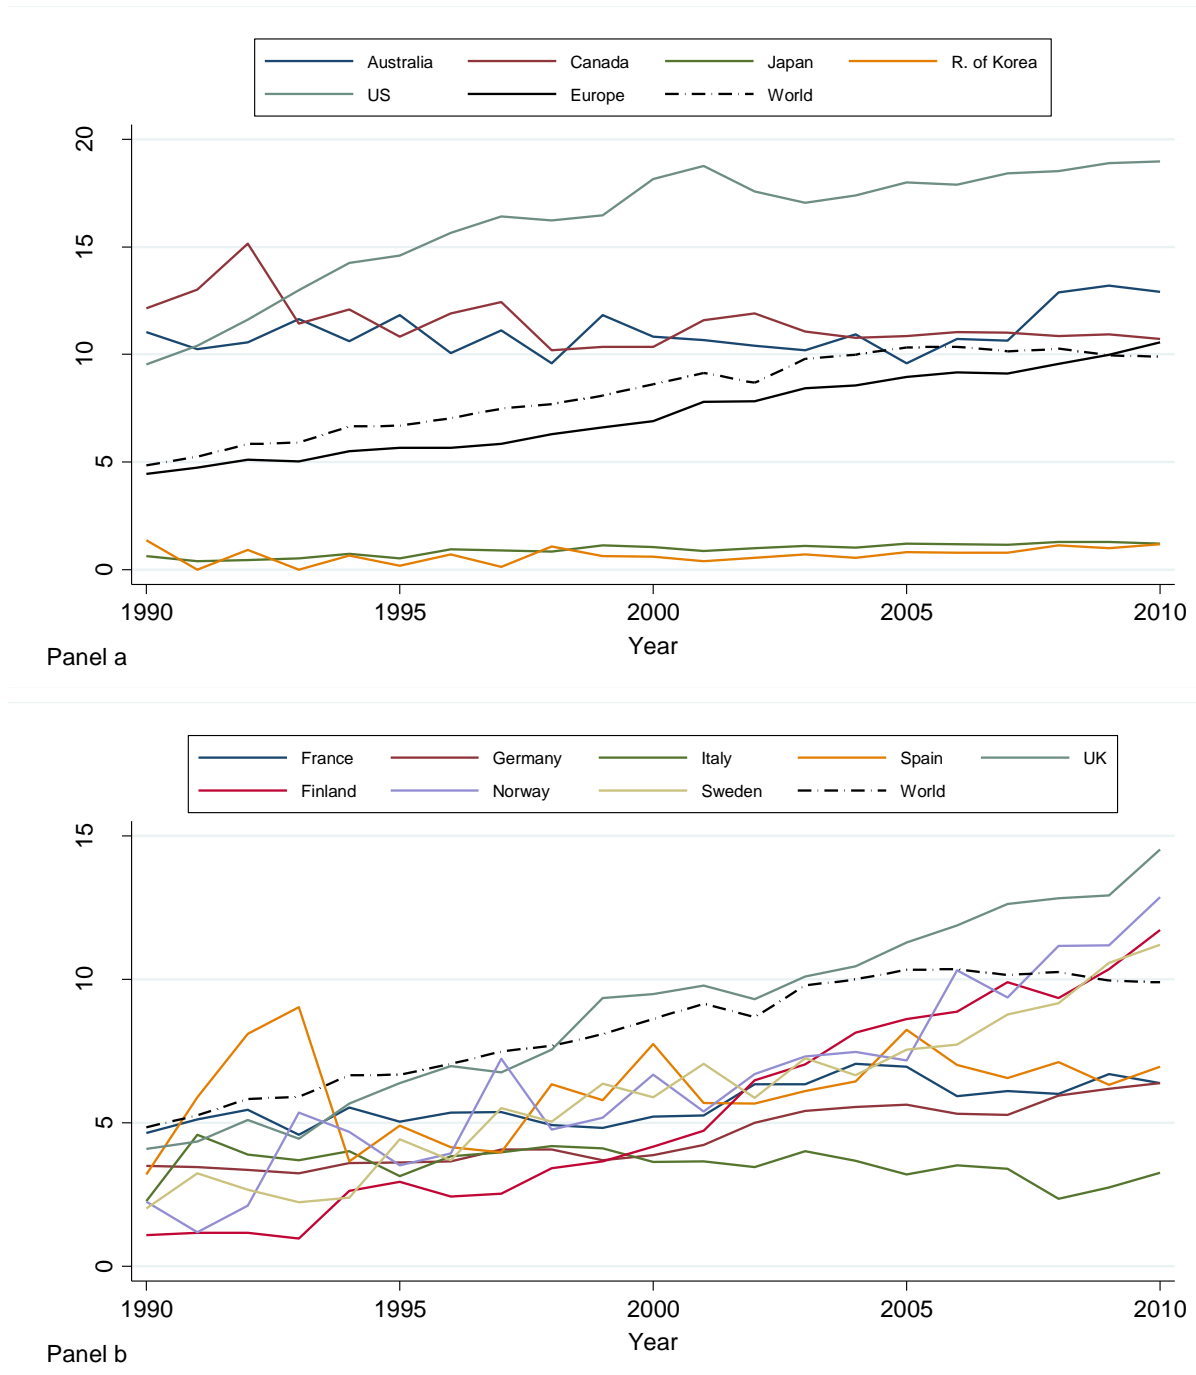 Australia Canada Japan R. of Korea
US Europe World
20
15
10
5
0
1990 1995 2000 2005 2010
Year
Panel a
France Germany Italy Spain UK
Finland Norway Sweden World
15
10
5
0
1990 1995 2000 2005 2010
Year
Panel b